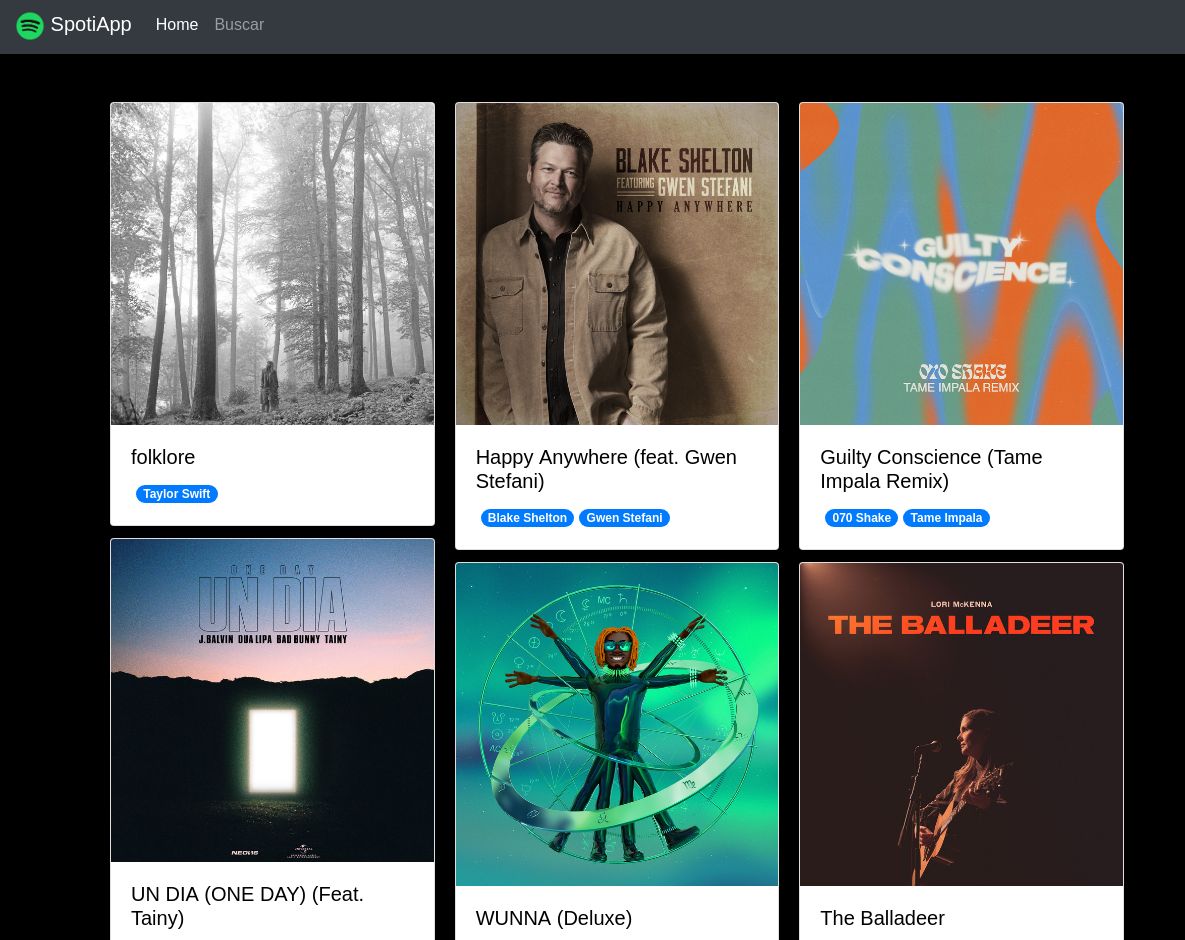 SpotiApp Home Buscar
BLAKE SHELTON
FEATURING GWEN STEFANI
HAPPY ANYWHERE
GUILTY
CONSCIENCE
070 SHAKE
TAME IMPALA REMIX
folklore
Taylor Swift
Happy Anywhere (feat. Gwen
Stefani)
Blake Shelton Gwen Stefani
Guilty Conscience (Tame
Impala Remix)
070 Shake Tame Impala
ONE DAY
UN DIA
J.BALVIN DUA LIPA BAD BUNNY TAINY
NEON16
UN DIA (ONE DAY) (Feat.
Tainy)
MC
WUNNA (Deluxe)
LORI McKENNA
THE BALLADEER
The Balladeer